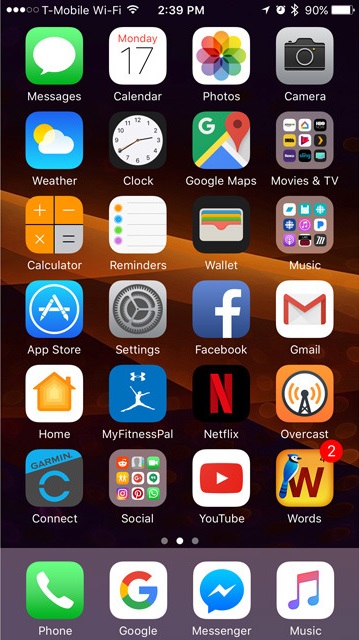 T-Mobile Wi-Fi 2:39 PM 90%
Monday
17
Messages Calendar Photos Camera
G
Weather Clock Google Maps Movies & TV
Calculator Reminders Wallet Music
f
App Store Settings Facebook Gmail
N
Home MyFitnessPal Netflix Overcast
GARMIN
W
2
Connect Social YouTube Words
G
Phone Google Messenger Music